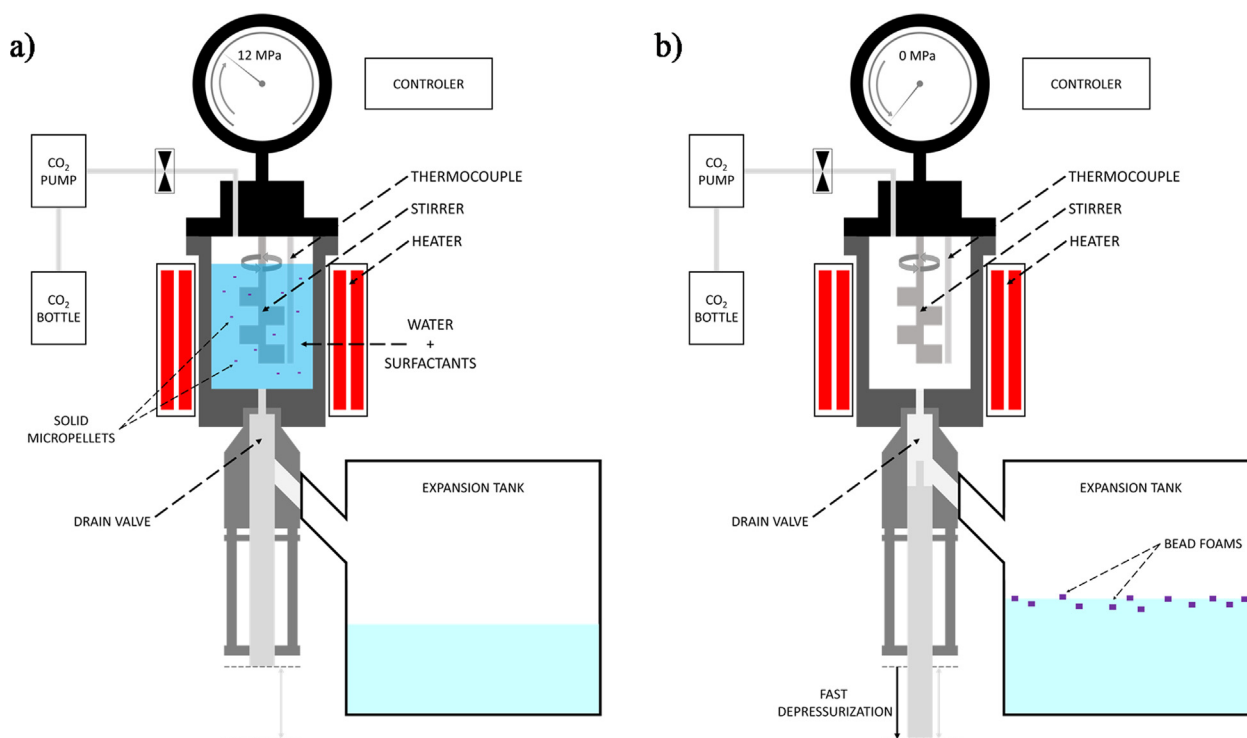 a)
12 MPa
CONTROLER
CO₂
PUMP
THERMOCOUPLE
STIRRER
HEATER
CO₂
BOTTLE
WATER
+
SURFACTANTS
SOLID
MICROPELLETS
EXPANSION TANK
DRAIN VALVE
b)
0 MPa
CONTROLER
CO₂
PUMP
THERMOCOUPLE
STIRRER
HEATER
CO₂
BOTTLE
EXPANSION TANK
DRAIN VALVE
BEAD FOAMS
FAST
DEPRESSURIZATION